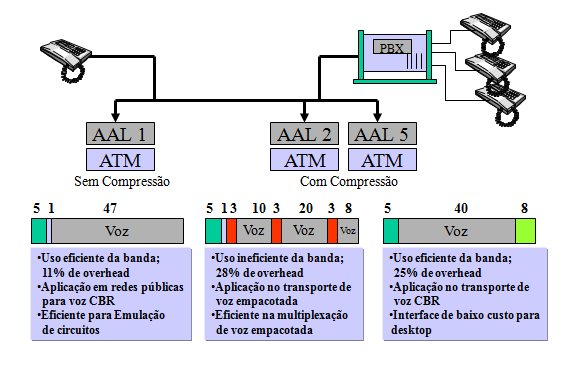 PBX
AAL 1
AAL 2
AAL 5
ATM
ATM
ATM
Sem Compressão
Com Compressão
5 1 47
Voz
5 1 3 10 3 20 3 8
Voz Voz Voz
5 40 8
Voz
•Uso eficiente da banda;
11% de overhead
•Aplicação em redes públicas
para voz CBR
•Eficiente para Emulação
de circuitos
•Uso ineficiente da banda;
28% de overhead
•Aplicação no transporte de
voz empacotada
•Eficiente na multiplexação
de voz empacotada
•Uso eficiente da banda;
25% de overhead
•Aplicação no transporte de
voz CBR
•Interface de baixo custo para
desktop